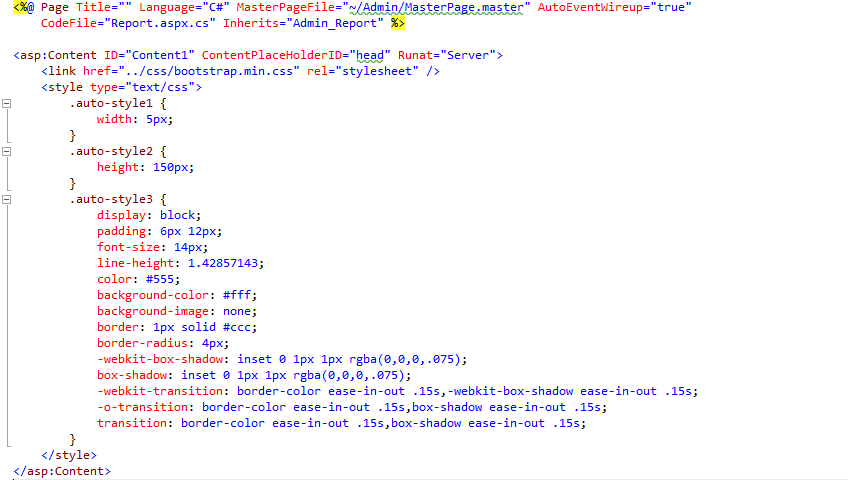 <%@ Page Title="" Language="C#" MasterPageFile="~/Admin/MasterPage.master" AutoEventWireup="true"
    CodeFile="Report.aspx.cs" Inherits="Admin_Report" %>

<asp:Content ID="Content1" ContentPlaceHolderID="head" Runat="Server">
    <link href="../css/bootstrap.min.css" rel="stylesheet" />
    <style type="text/css">
        .auto-style1 {
            width: 5px;
        }
        .auto-style2 {
            height: 150px;
        }
        .auto-style3 {
            display: block;
            padding: 6px 12px;
            font-size: 14px;
            line-height: 1.42857143;
            color: #555;
            background-color: #fff;
            background-image: none;
            border: 1px solid #ccc;
            border-radius: 4px;
            -webkit-box-shadow: inset 0 1px 1px rgba(0,0,0,.075);
            box-shadow: inset 0 1px 1px rgba(0,0,0,.075);
            -webkit-transition: border-color ease-in-out .15s,-webkit-box-shadow ease-in-out .15s;
            -o-transition: border-color ease-in-out .15s,box-shadow ease-in-out .15s;
            transition: border-color ease-in-out .15s,box-shadow ease-in-out .15s;
        }
    </style>
</asp:Content>